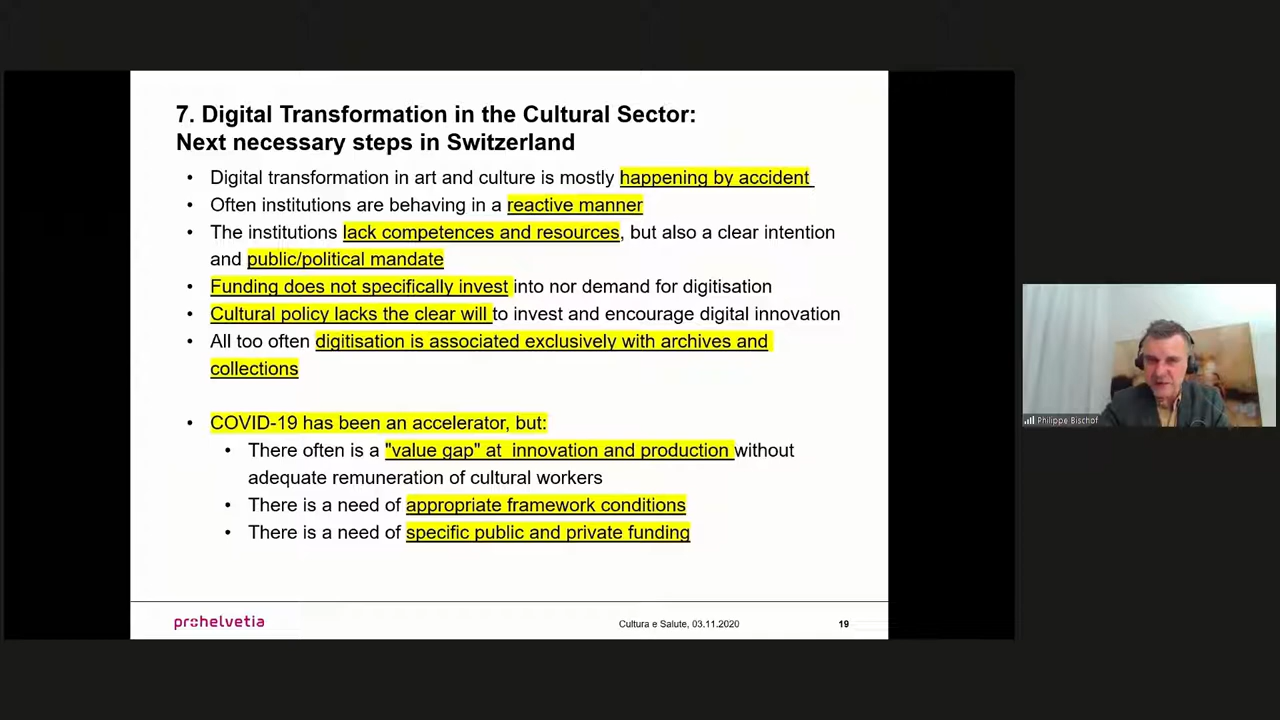 7. Digital Transformation in the Cultural Sector:
Next necessary steps in Switzerland
• Digital transformation in art and culture is mostly happening by accident
• Often institutions are behaving in a reactive manner
• The institutions lack competences and resources, but also a clear intention
and public/political mandate
• Funding does not specifically invest into nor demand for digitisation
• Cultural policy lacks the clear will to invest and encourage digital innovation
• All too often digitisation is associated exclusively with archives and
collections
• COVID-19 has been an accelerator, but:
• There often is a "value gap" at innovation and production without
adequate remuneration of cultural workers
• There is a need of appropriate framework conditions
• There is a need of specific public and private funding
prohelvetia
Cultura e Salute, 03.11.2020
19
Philippe Bischof